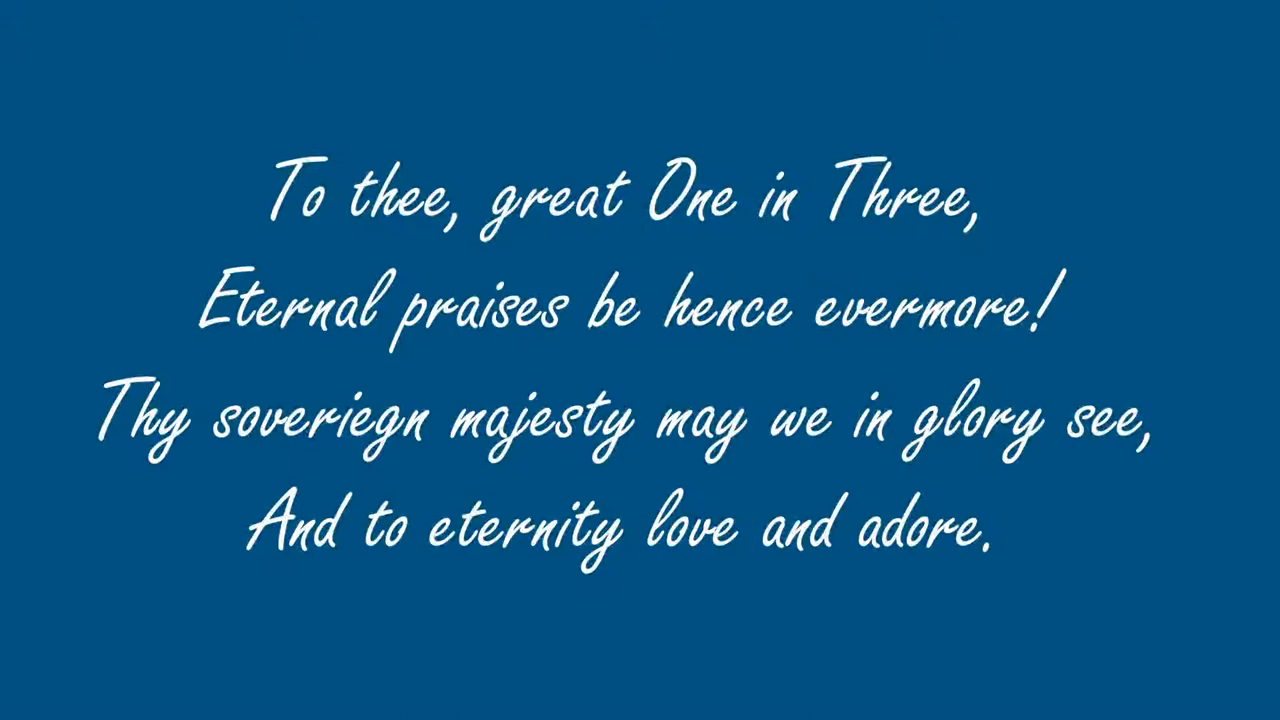 To thee, great One in Three,
Eternal praises be hence evermore!
Thy soveriegn majesty may we in glory see,
And to eternity love and adore.